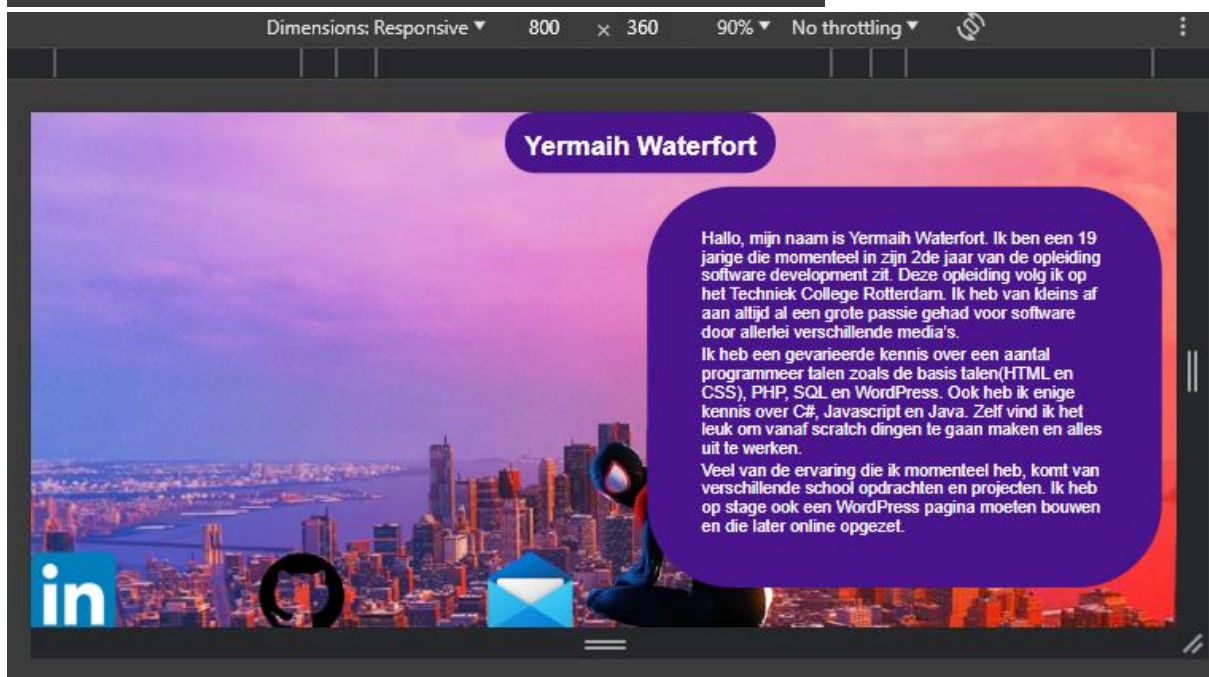 Dimensions: Responsive ▼ 800 × 360 90% ▼ No throttling ▼
Yermaih Waterfort
Hallo, mijn naam is Yermaih Waterfort. Ik ben een 19
jarige die momenteel in zijn 2de jaar van de opleiding
software development zit. Deze opleiding volg ik op
het Techniek College Rotterdam. Ik heb van kleins af
aan altijd al een grote passie gehad voor software
door allerlei verschillende media's.
Ik heb een gevarieerde kennis over een aantal
programmeer talen zoals de basis talen(HTML en
CSS), PHP, SQL en WordPress. Ook heb ik enige
kennis over C#, Javascript en Java. Zelf vind ik het
leuk om vanaf scratch dingen te gaan maken en alles
uit te werken.
Veel van de ervaring die ik momenteel heb, komt van
verschillende school opdrachten en projecten. Ik heb
op stage ook een WordPress pagina moeten bouwen
en die later online opgezet.
in